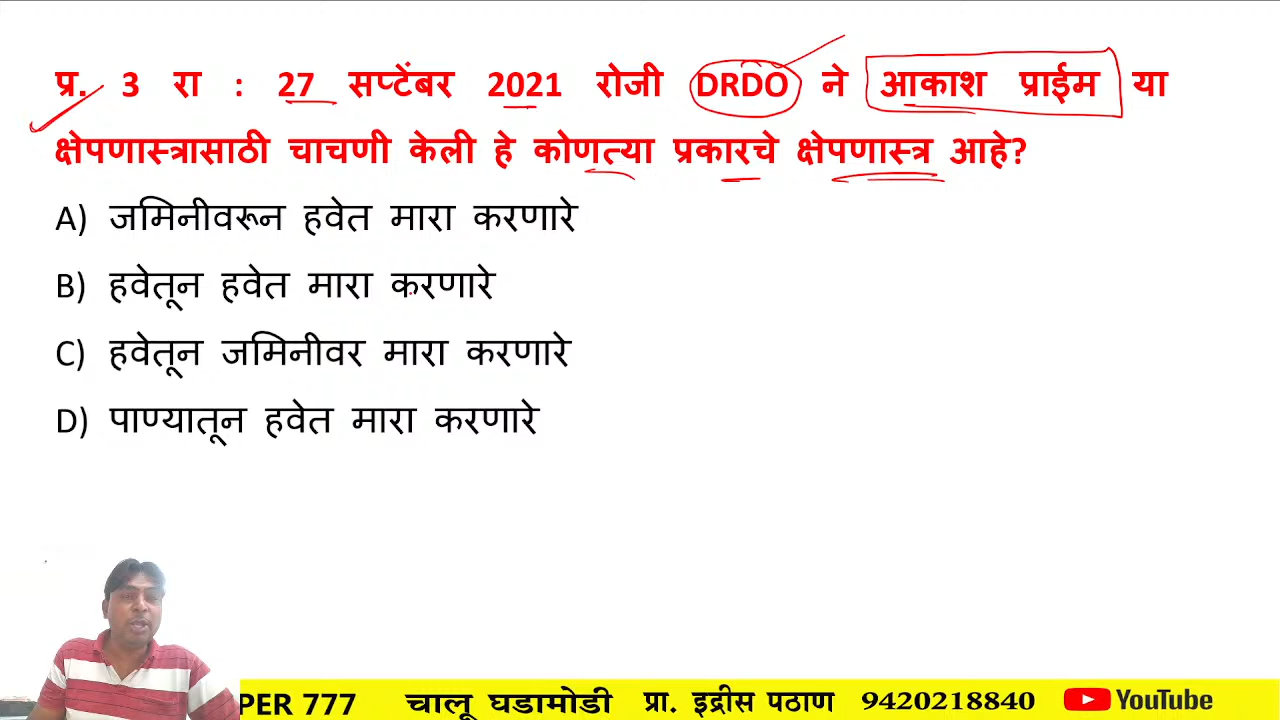 प्र. 3 रा : 27 सप्टेंबर 2021 रोजी DRDO ने आकाश प्राईम या
क्षेपणास्त्रासाठी चाचणी केली हे कोणत्या प्रकारचे क्षेपणास्त्र आहे?
A) जमिनीवरून हवेत मारा करणारे
B) हवेतून हवेत मारा करणारे
C) हवेतून जमिनीवर मारा करणारे
D) पाण्यातून हवेत मारा करणारे
PER 777 चालू घडामोडी प्रा. इद्रीस पठाण 9420218840 YouTube